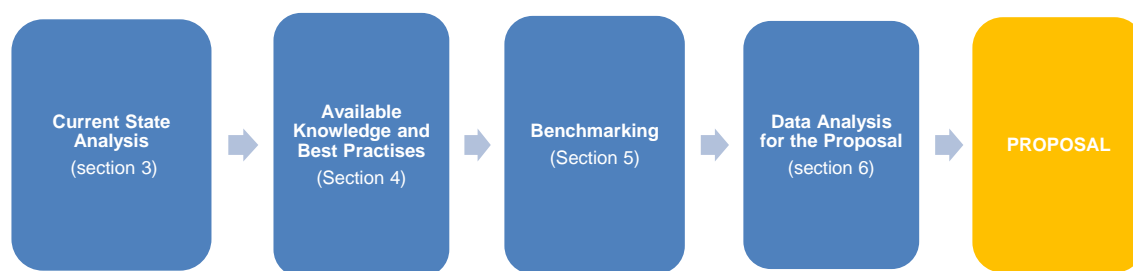 Current State
Analysis
(section 3)
Available
Knowledge and
Best Practises
(Section 4)
Benchmarking
(Section 5)
Data Analysis
for the Proposal
(section 6)
PROPOSAL